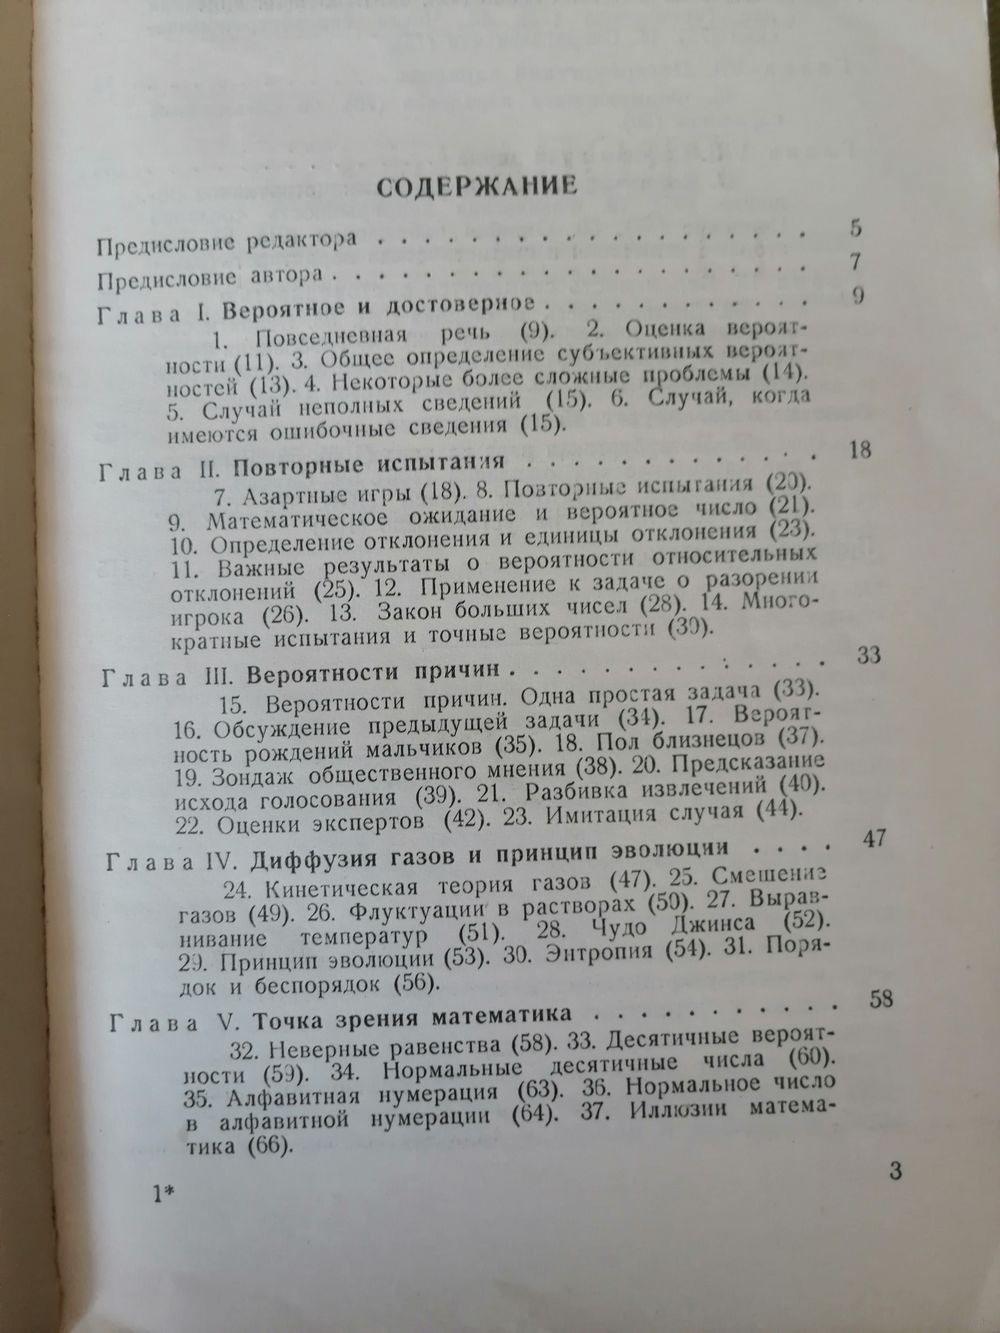 СОДЕРЖАНИЕ
Предисловие редактора . . . . . . . . . . . . . . . . . . . 5
Предисловие автора . . . . . . . . . . . . . . . . . . . . . 7
Глава I. Вероятное и достоверное . . . . . . . . . . . . 9
1. Повседневная речь (9). 2. Оценка вероят-
ности (11). 3. Общее определение субъективных вероят-
ностей (13). 4. Некоторые более сложные проблемы (14).
5. Случай неполных сведений (15). 6. Случай, когда
имеются ошибочные сведения (15).
Глава II. Повторные испытания . . . . . . . . . . . . . 18
7. Азартные игры (18). 8. Повторные испытания (20).
9. Математическое ожидание и вероятное число (21).
10. Определение отклонения и единицы отклонения (23).
11. Важные результаты о вероятности относительных
отклонений (25). 12. Применение к задаче о разорении
игрока (26). 13. Закон больших чисел (28). 14. Много-
кратные испытания и точные вероятности (30).
Глава III. Вероятности причин . . . . . . . . . . . . . . 33
15. Вероятности причин. Одна простая задача (33).
16. Обсуждение предыдущей задачи (34). 17. Вероят-
ность рождений мальчиков (35). 18. Пол близнецов (37).
19. Зондаж общественного мнения (38). 20. Предсказание
исхода голосования (39). 21. Разбивка извлечений (40).
22. Оценки экспертов (42). 23. Имитация случая (44).
Глава IV. Диффузия газов и принцип эволюции . . . . 47
24. Кинетическая теория газов (47). 25. Смешение
газов (49). 26. Флуктуации в растворах (50). 27. Вырав-
нивание температур (51). 28. Чудо Джинса (52).
29. Принцип эволюции (53). 30. Энтропия (54). 31. Поря-
док и беспорядок (56).
Глава V. Точка зрения математика . . . . . . . . . . . 58
32. Неверные равенства (58). 33. Десятичные вероят-
ности (59). 34. Нормальные десятичные числа (60).
35. Алфавитная нумерация (63). 36. Нормальное число
в алфавитной нумерации (64). 37. Иллюзии матема-
тика (66).
1*
3